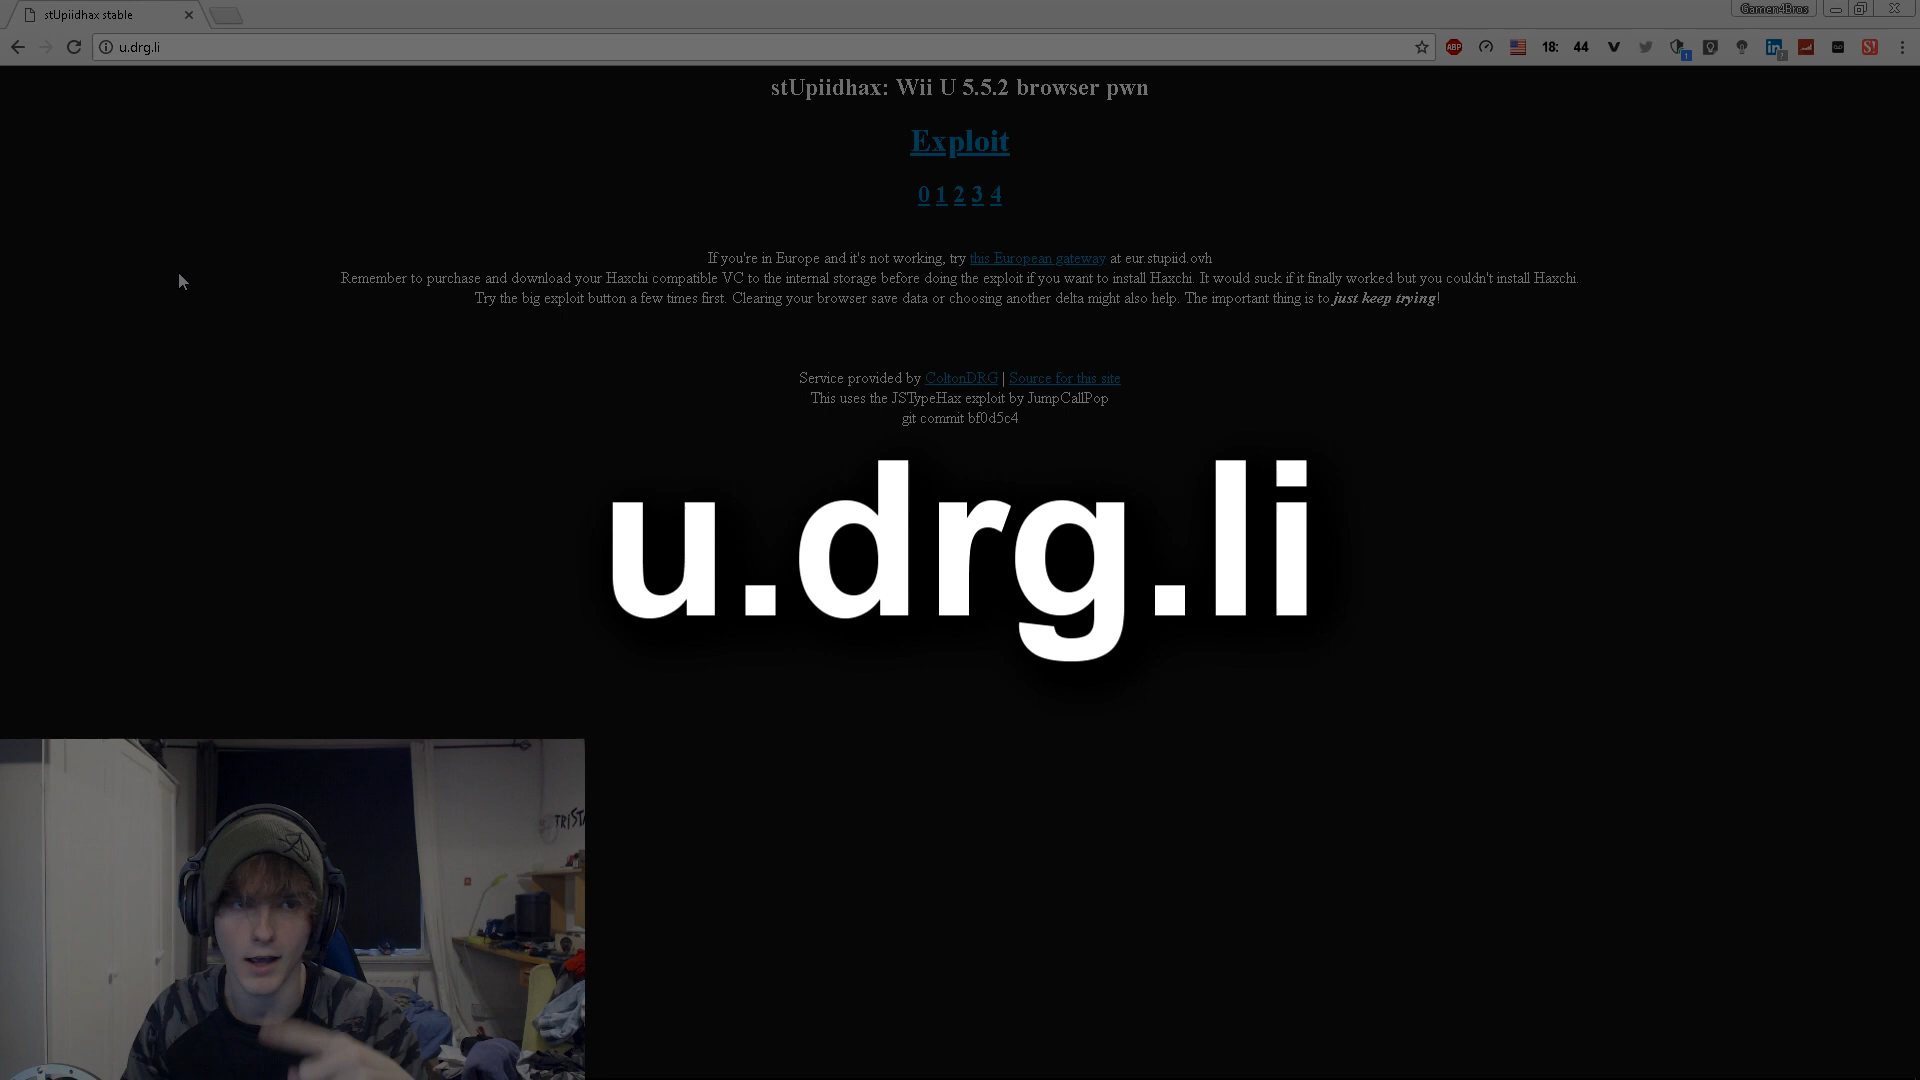 stUpiidhax stable
Gamen4Bros
u.drg.li
ABP
18: 44
1
7
stUpiidhax: Wii U 5.5.2 browser pwn
Exploit
0 1 2 3 4
If you're in Europe and it's not working, try this European gateway at eur.stupiid.ovh
Remember to purchase and download your Haxchi compatible VC to the internal storage before doing the exploit if you want to install Haxchi. It would suck if it finally worked but you couldn't install Haxchi.
Try the big exploit button a few times first. Clearing your browser save data or choosing another delta might also help. The important thing is to just keep trying!
Service provided by ColtonDRG | Source for this site
This uses the JSTypeHax exploit by JumpCallPop
git commit bf0d5c4
u.drg.li
TRISTA